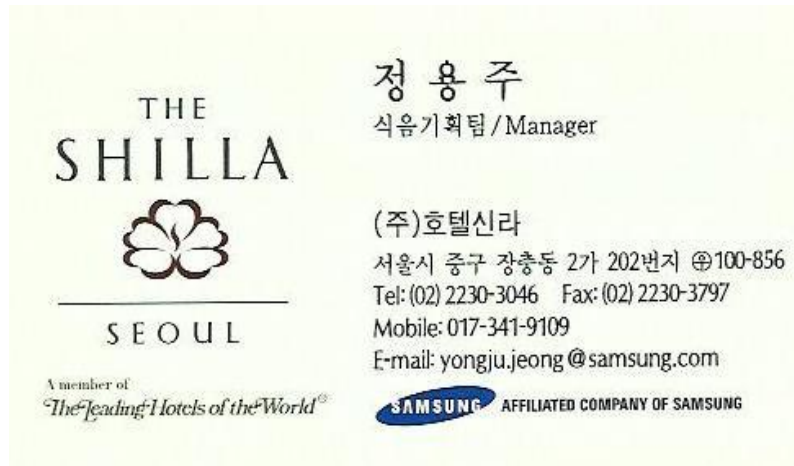 THE
SHILLA
SEOUL
A member of
The Leading Hotels of the World®
정 용 주
식음기획팀/Manager
(주)호텔신라
서울시 중구 장충동 2가 202번지 ㉾100-856
Tel: (02) 2230-3046 Fax: (02) 2230-3797
Mobile: 017-341-9109
E-mail: yongju.jeong@samsung.com
SAMSUNG AFFILIATED COMPANY OF SAMSUNG